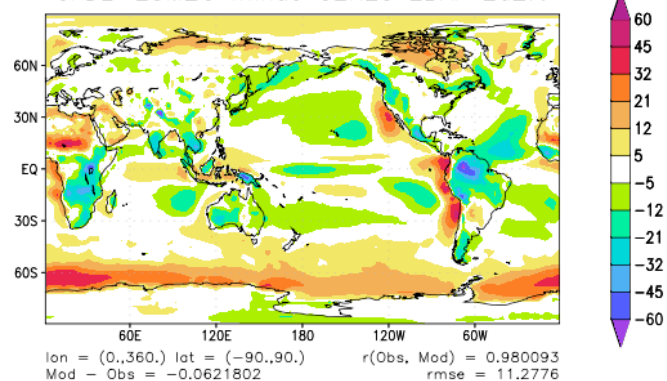 60N
30N
EQ
30S
60S
60E
120E
180
120W
60W
60
45
32
21
12
5
-5
-12
-21
-32
-45
-60
lon = (0.,360.) lat = (-90.,90.)
r(Obs, Mod) = 0.980093
Mod - Obs = -0.0621802
rmse = 11.2776